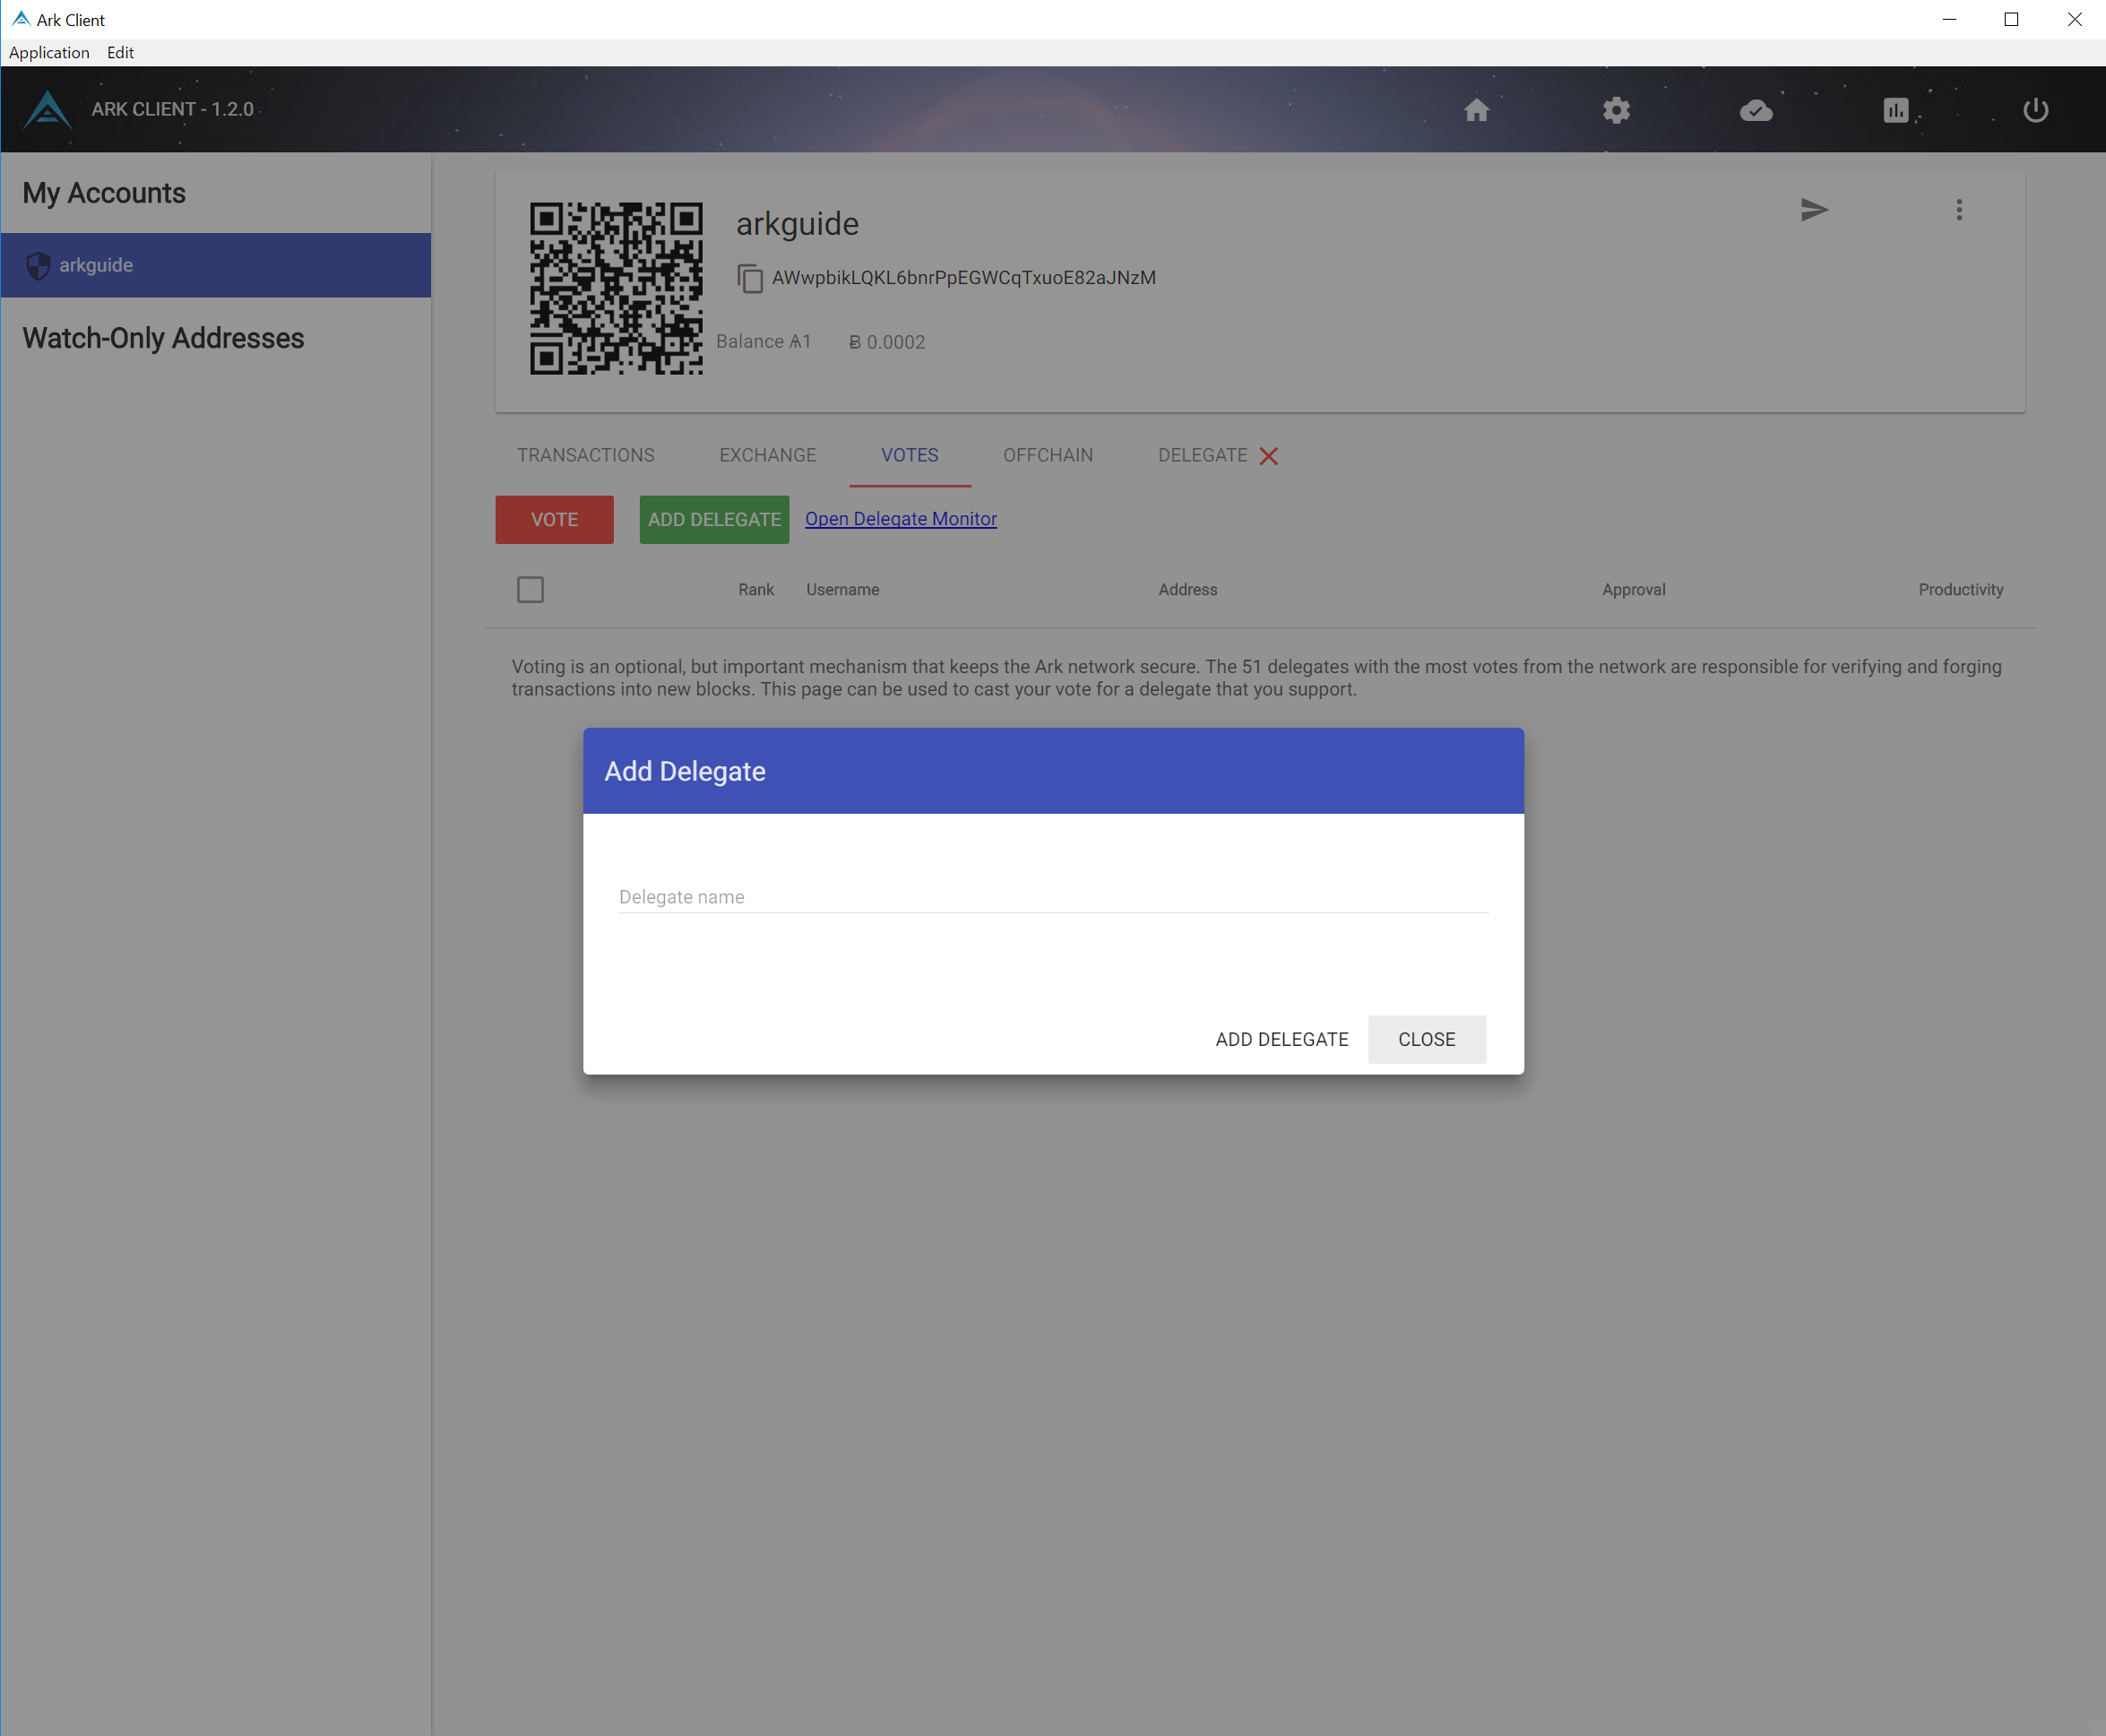 Ark Client
Application Edit
ARK CLIENT - 1.2.0
My Accounts
arkguide
Watch-Only Addresses
arkguide
AWwpbikLQKL6bnrPpEGWCqTxuoE82aJNzM
Balance Ѧ1 Ƀ 0.0002
TRANSACTIONS EXCHANGE VOTES OFFCHAIN DELEGATE
VOTE ADD DELEGATE Open Delegate Monitor
Rank Username Address Approval Productivity
Voting is an optional, but important mechanism that keeps the Ark network secure. The 51 delegates with the most votes from the network are responsible for verifying and forging
transactions into new blocks. This page can be used to cast your vote for a delegate that you support.
Add Delegate
Delegate name
ADD DELEGATE CLOSE